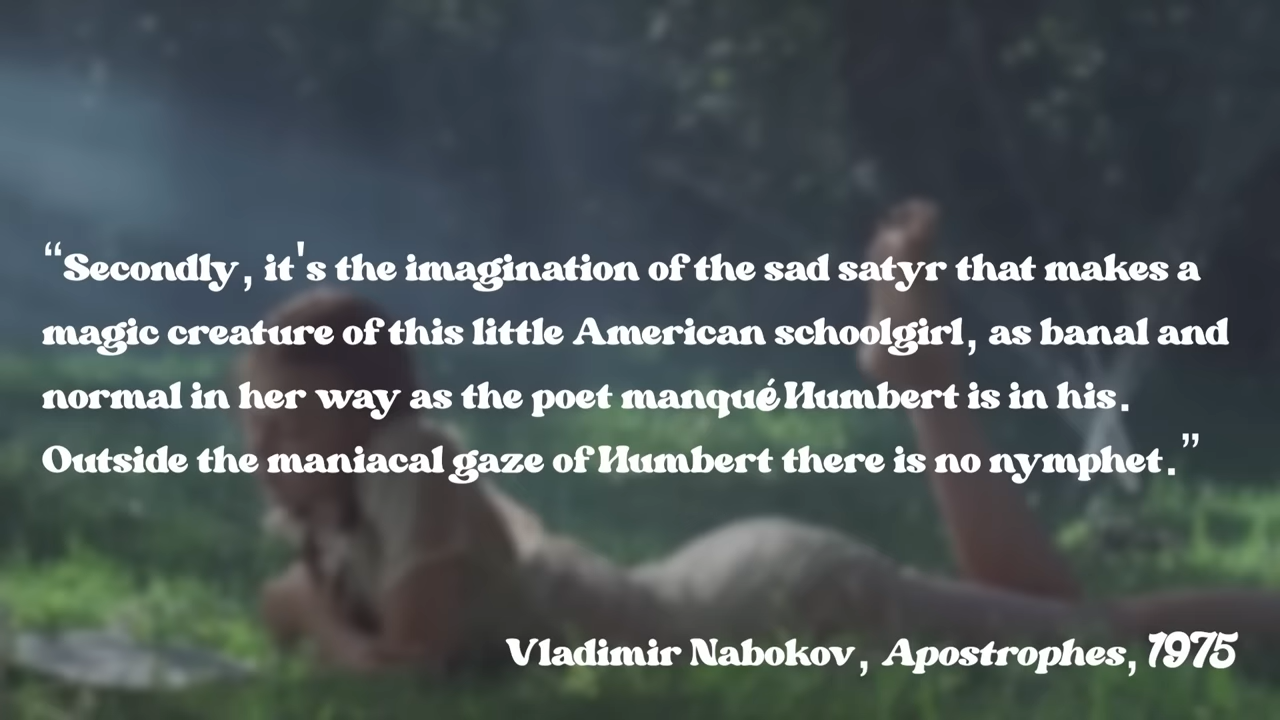 “Secondly, it's the imagination of the sad satyr that makes a
magic creature of this little American schoolgirl, as banal and
normal in her way as the poet manqué Humbert is in his.
Outside the maniacal gaze of Humbert there is no nymphet.”
Vladimir Nabokov, Apostrophes, 1975